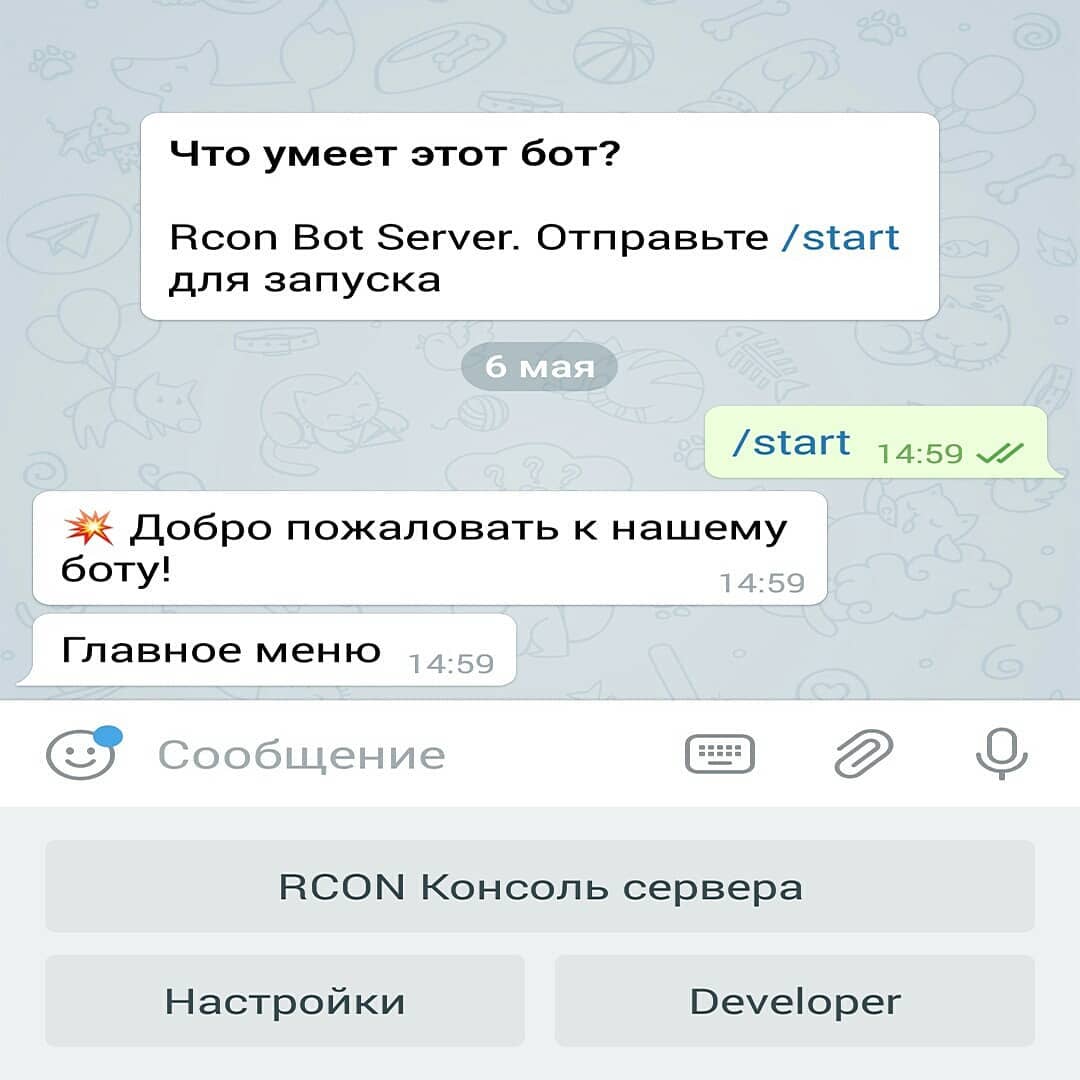 Что умеет этот бот?
Rcon Bot Server. Отправьте /start
для запуска
6 мая
/start 14:59
💥 Добро пожаловать к нашему
боту!
14:59
Главное меню 14:59
Сообщение
RCON Консоль сервера
Настройки
Developer